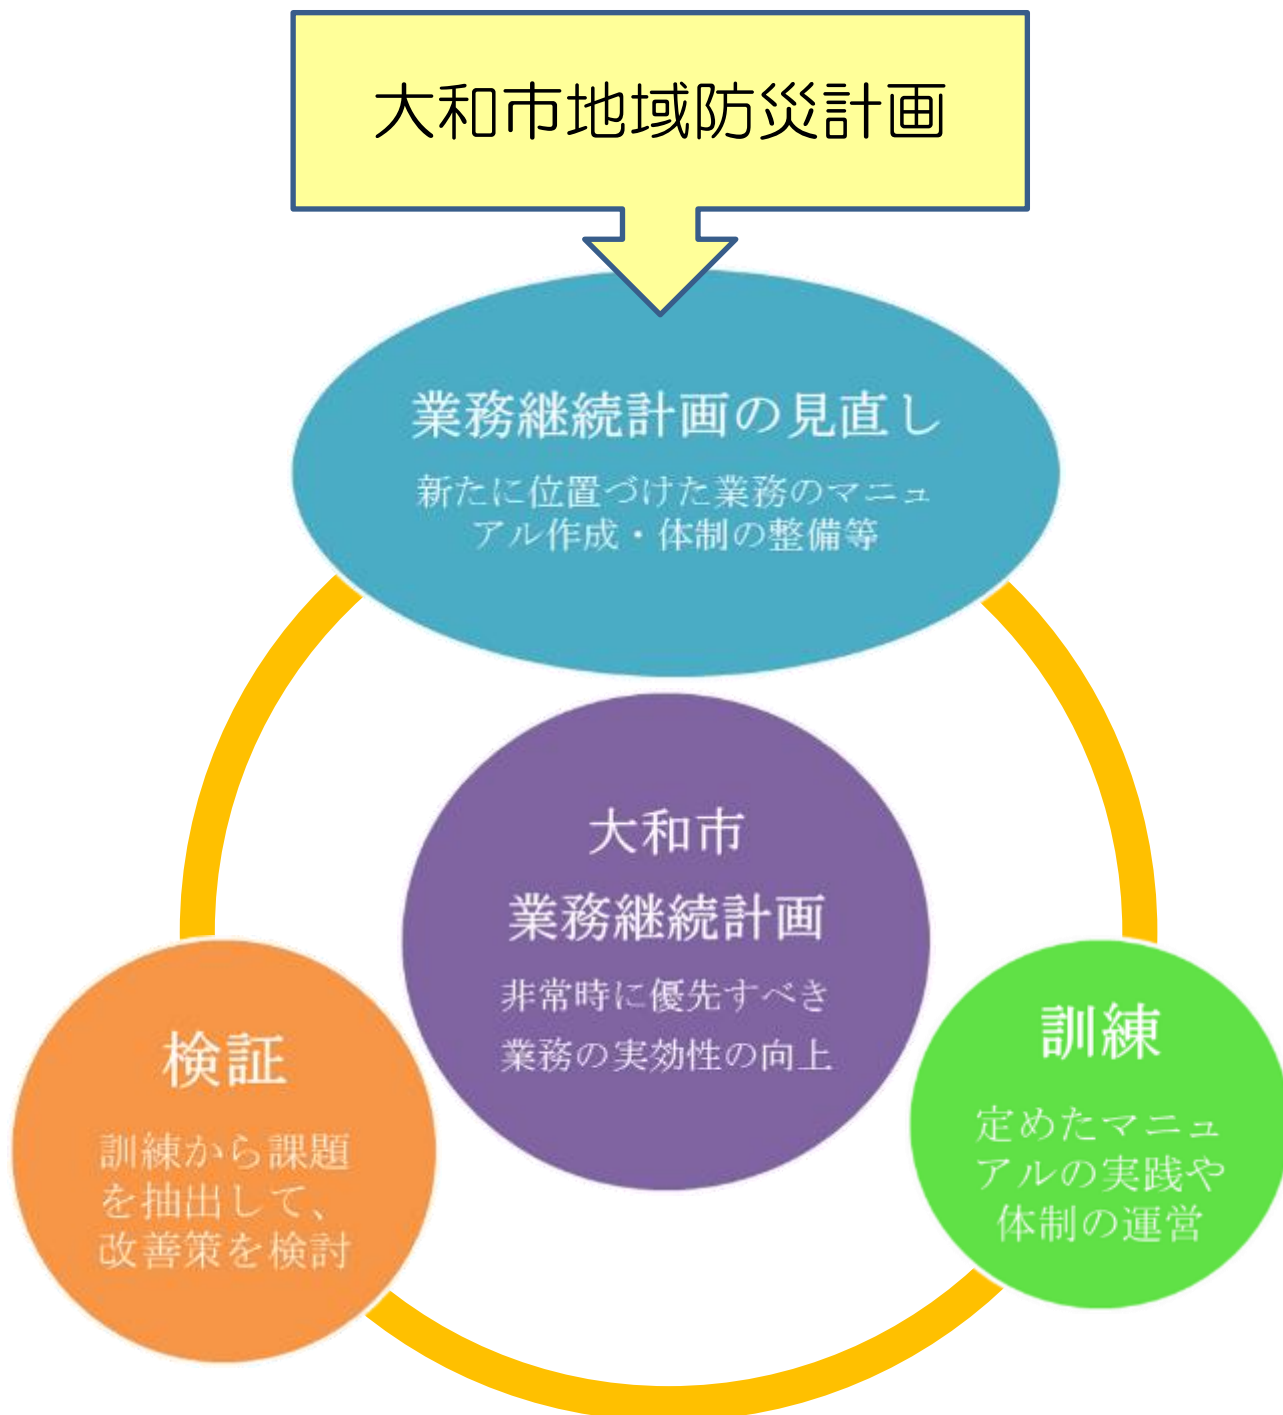 大和市地域防災計画
業務継続計画の見直し
新たに位置づけた業務のマニュ
アル作成・体制の整備等
大和市
業務継続計画
非常時に優先すべき
業務の実効性の向上
検証
訓練から課題
を抽出して、
改善策を検討
訓練
定めたマニュ
アルの実践や
体制の運営